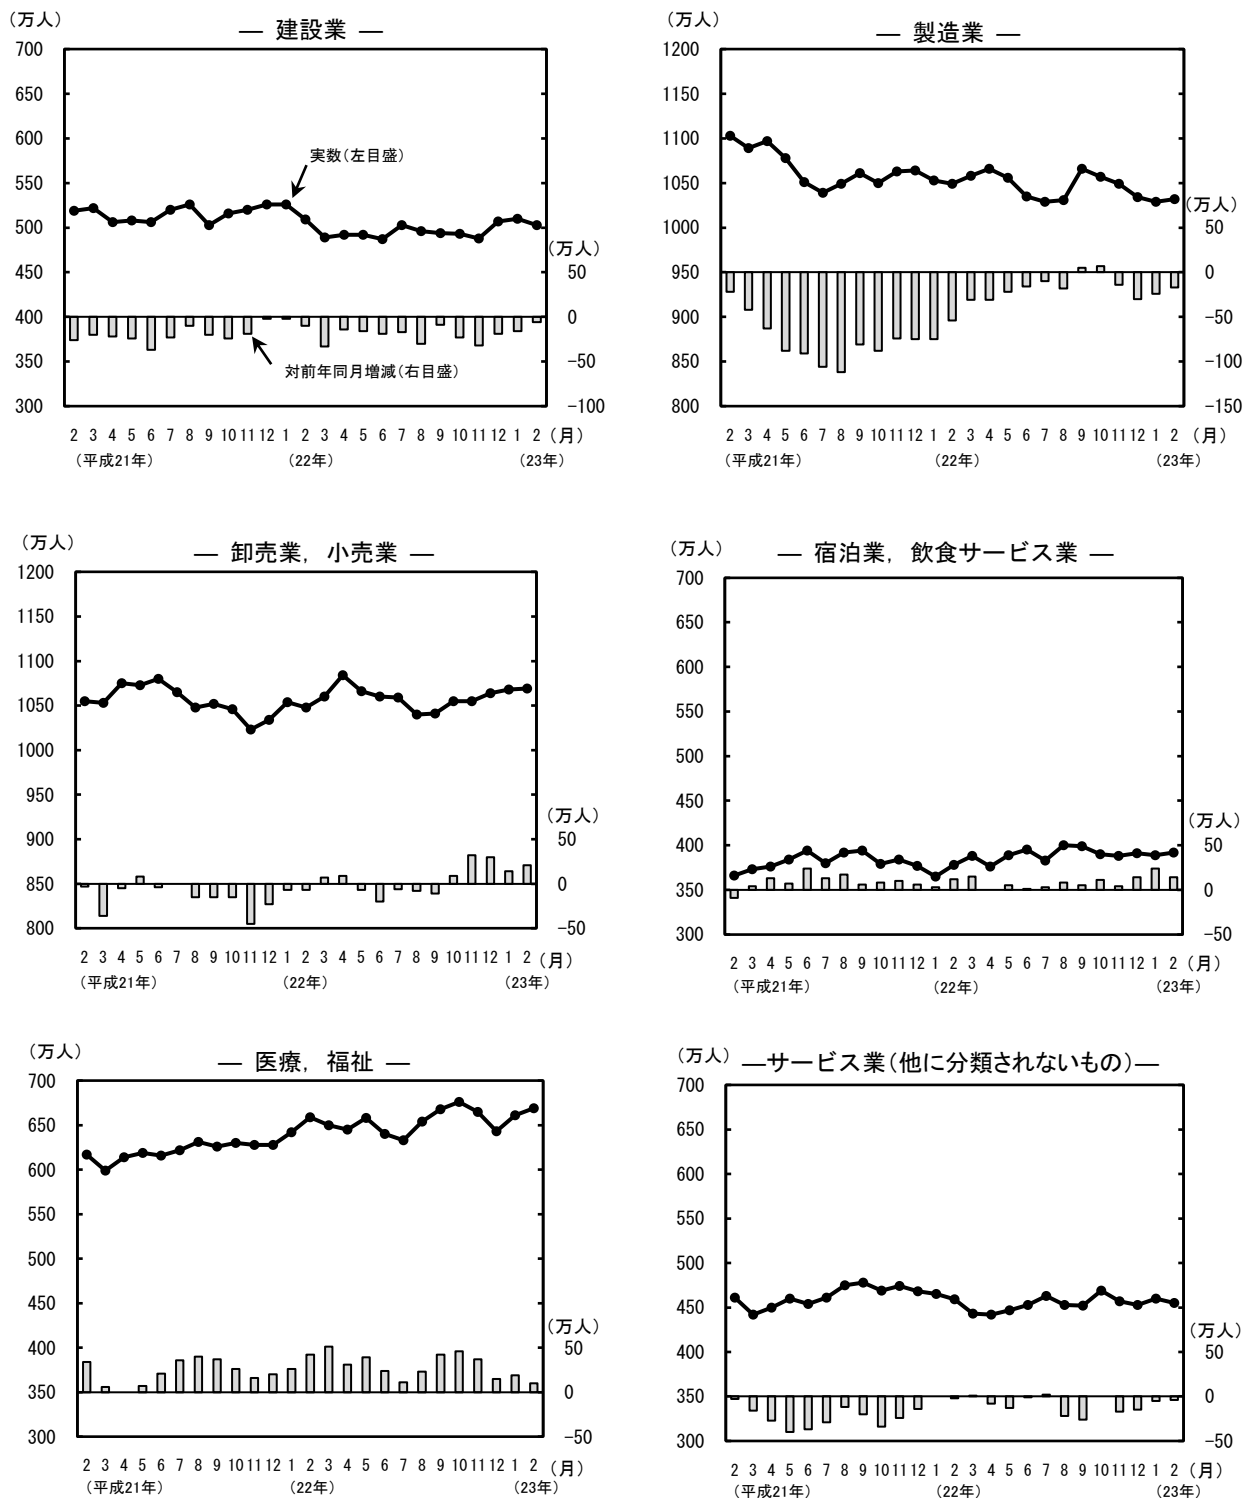 (万人)
― 建設業 ―
700
650
600
550
500
450
400
350
300
実数(左目盛)
(万人)
50
0
-50
-100
対前年同月増減(右目盛)
2 3 4 5 6 7 8 9 10 11 12 1 2 3 4 5 6 7 8 9 10 11 12 1 2 (月)
(平成21年) (22年) (23年)
(万人)
― 製造業 ―
1200
1150
1100
1050
1000
950
900
850
800
(万人)
50
0
-50
-100
-150
2 3 4 5 6 7 8 9 10 11 12 1 2 3 4 5 6 7 8 9 10 11 12 1 2 (月)
(平成21年) (22年) (23年)
(万人)
― 卸売業, 小売業 ―
1200
1150
1100
1050
1000
950
900
850
800
(万人)
50
0
-50
2 3 4 5 6 7 8 9 10 11 12 1 2 3 4 5 6 7 8 9 10 11 12 1 2 (月)
(平成21年) (22年) (23年)
(万人)
― 宿泊業, 飲食サービス業 ―
700
650
600
550
500
450
400
350
300
(万人)
50
0
-50
2 3 4 5 6 7 8 9 10 11 12 1 2 3 4 5 6 7 8 9 10 11 12 1 2 (月)
(平成21年) (22年) (23年)
(万人)
― 医療, 福祉 ―
700
650
600
550
500
450
400
350
300
(万人)
50
0
-50
2 3 4 5 6 7 8 9 10 11 12 1 2 3 4 5 6 7 8 9 10 11 12 1 2 (月)
(平成21年) (22年) (23年)
(万人)
―サービス業(他に分類されないもの)―
700
650
600
550
500
450
400
350
300
(万人)
50
0
-50
2 3 4 5 6 7 8 9 10 11 12 1 2 3 4 5 6 7 8 9 10 11 12 1 2 (月)
(平成21年) (22年) (23年)